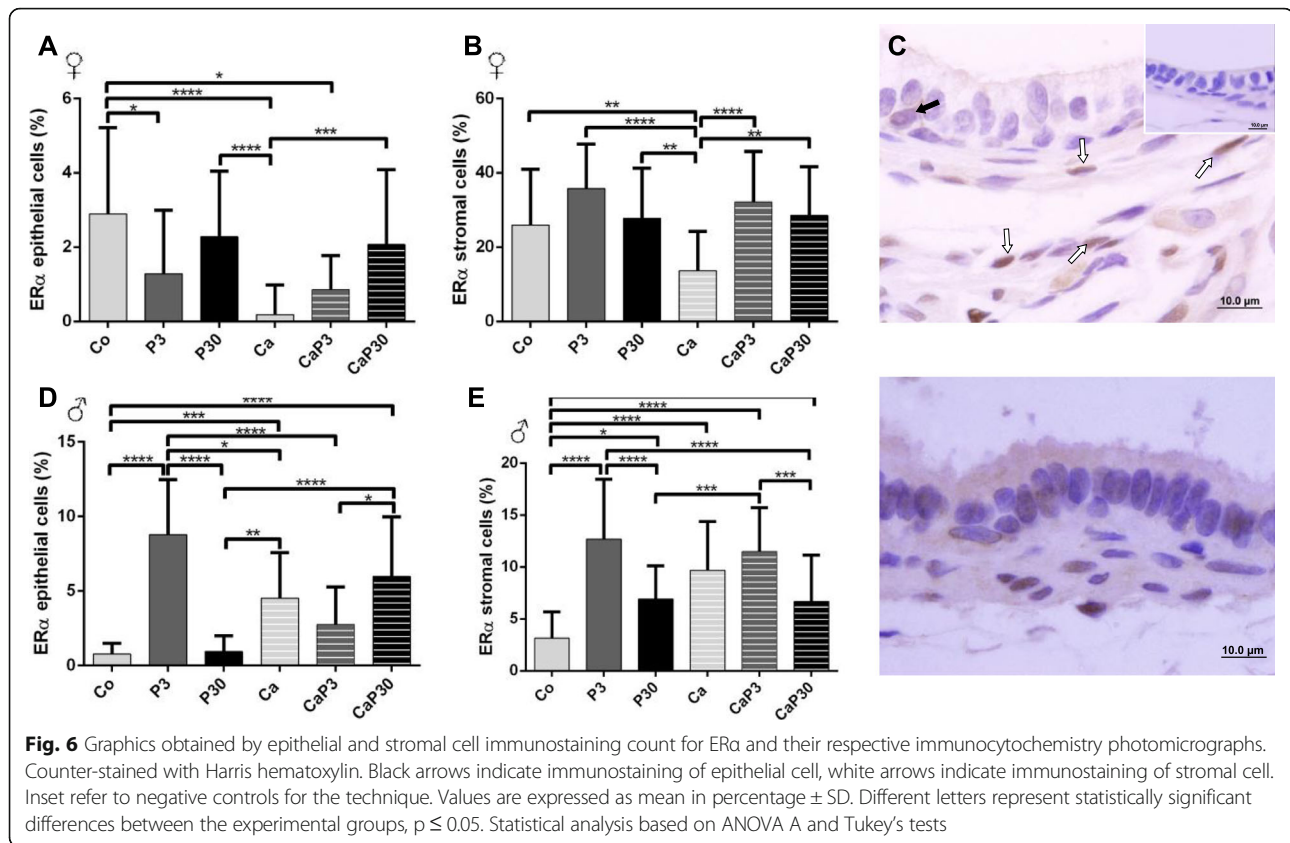 A
♀
ERα epithelial cells (%)
6
4
2
0
*
****
*
****
***
Co
P3
P30
Ca
CaP3
CaP30
B
♀
ERα stromal cells (%)
60
40
20
0
**
****
****
**
**
Co
P3
P30
Ca
CaP3
CaP30
C
10.0 µm
10.0 µm
D
♂
ERα epithelial cells (%)
15
10
5
0
****
***
****
*
****
****
****
*
**
Co
P3
P30
Ca
CaP3
CaP30
E
♂
ERα stromal cells (%)
20
15
10
5
0
****
****
*
****
****
****
***
***
Co
P3
P30
Ca
CaP3
CaP30
10.0 µm
Fig. 6 Graphics obtained by epithelial and stromal cell immunostaining count for ERα and their respective immunocytochemistry photomicrographs.
Counter-stained with Harris hematoxylin. Black arrows indicate immunostaining of epithelial cell, white arrows indicate immunostaining of stromal cell.
Inset refer to negative controls for the technique. Values are expressed as mean in percentage ± SD. Different letters represent statistically significant
differences between the experimental groups, p ≤ 0.05. Statistical analysis based on ANOVA A and Tukey's tests